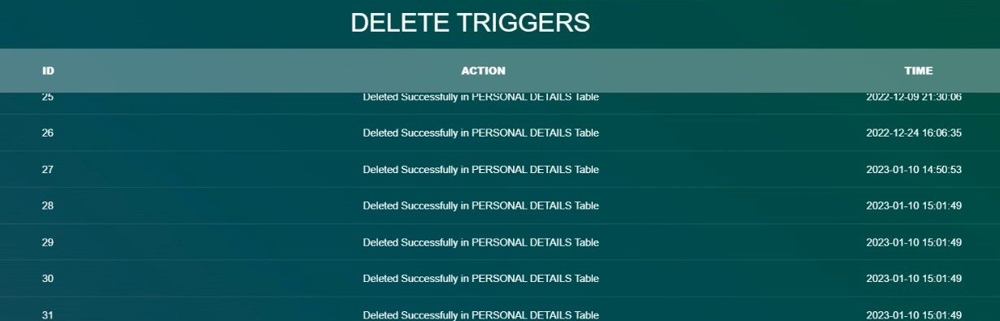 DELETE TRIGGERS
ID ACTION TIME
25 Deleted Successfully in PERSONAL DETAILS Table 2022-12-09 21:30:06
26 Deleted Successfully in PERSONAL DETAILS Table 2022-12-24 16:06:35
27 Deleted Successfully in PERSONAL DETAILS Table 2023-01-10 14:50:53
28 Deleted Successfully in PERSONAL DETAILS Table 2023-01-10 15:01:49
29 Deleted Successfully in PERSONAL DETAILS Table 2023-01-10 15:01:49
30 Deleted Successfully in PERSONAL DETAILS Table 2023-01-10 15:01:49
31 Deleted Successfully in PERSONAL DETAILS Table 2023-01-10 15:01:49